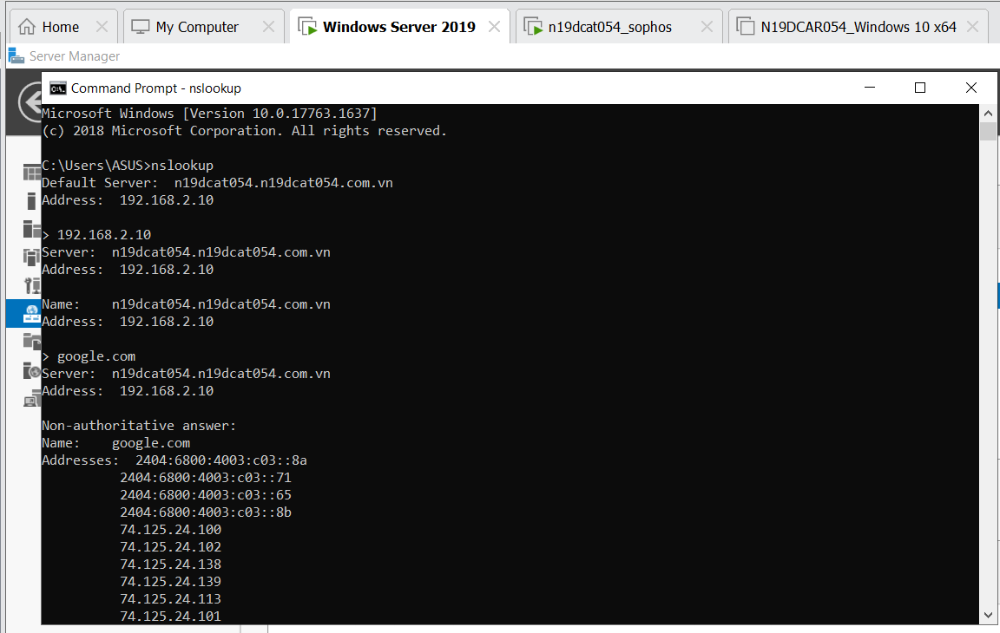 Home
My Computer
Windows Server 2019
n19dcat054_sophos
N19DCAR054_Windows 10 x64
Server Manager
Command Prompt - nslookup
Microsoft Windows [Version 10.0.17763.1637]
(c) 2018 Microsoft Corporation. All rights reserved.
C:\Users\ASUS>nslookup
Default Server:  n19dcat054.n19dcat054.com.vn
Address:  192.168.2.10
> 192.168.2.10
Server:  n19dcat054.n19dcat054.com.vn
Address:  192.168.2.10
Name:    n19dcat054.n19dcat054.com.vn
Address:  192.168.2.10
> google.com
Server:  n19dcat054.n19dcat054.com.vn
Address:  192.168.2.10
Non-authoritative answer:
Name:    google.com
Addresses:  2404:6800:4003:c03::8a
2404:6800:4003:c03::71
2404:6800:4003:c03::65
2404:6800:4003:c03::8b
74.125.24.100
74.125.24.102
74.125.24.138
74.125.24.139
74.125.24.113
74.125.24.101